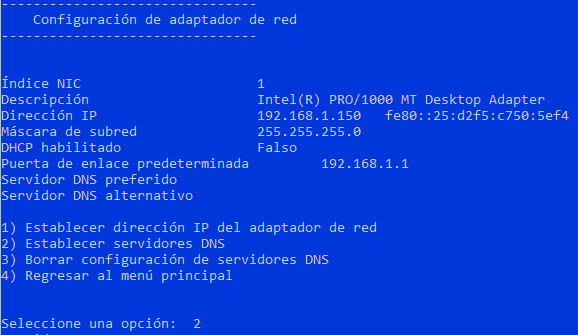 --------------------------------
Configuración de adaptador de red
--------------------------------
Índice NIC 1
Descripción Intel(R) PRO/1000 MT Desktop Adapter
Dirección IP 192.168.1.150 fe80::25:d2f5:c750:5ef4
Máscara de subred 255.255.255.0
DHCP habilitado Falso
Puerta de enlace predeterminada 192.168.1.1
Servidor DNS preferido
Servidor DNS alternativo
1) Establecer dirección IP del adaptador de red
2) Establecer servidores DNS
3) Borrar configuración de servidores DNS
4) Regresar al menú principal
Seleccione una opción: 2